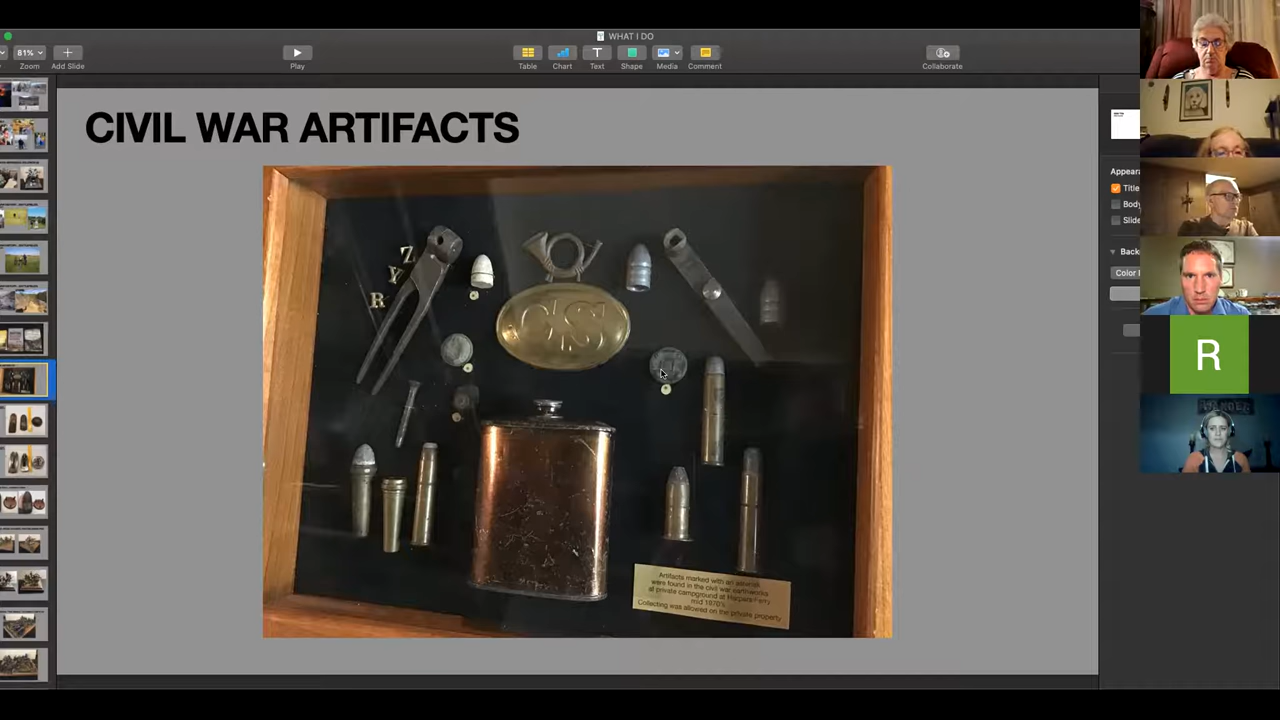 WHAT I DO
81%
Zoom
Add Slide
Play
Table
Chart
Text
Shape
Media
Comment
Collaborate
CIVIL WAR ARTIFACTS
Z
Y
R
CS
Artifacts marked with an asterisk
were found in the civil war earthworks
at private campground at Harpers Ferry
mid 1970's
Collecting was allowed on the private property
Appeara
Title
Body
Slide
Back
Color
R
WANDER